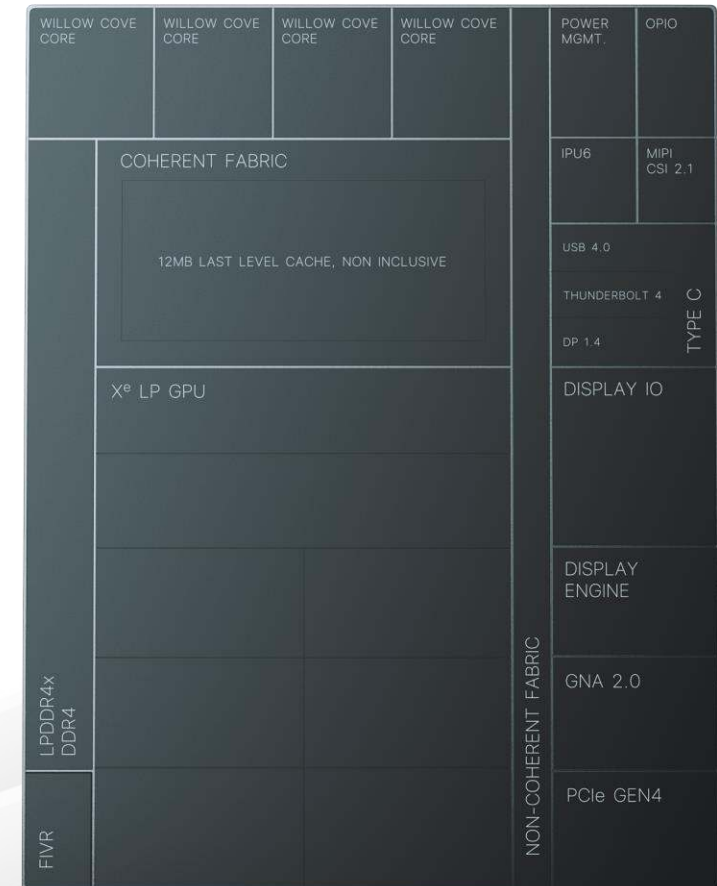 WILLOW COVE
CORE
WILLOW COVE
CORE
WILLOW COVE
CORE
WILLOW COVE
CORE
POWER
MGMT.
OPIO
COHERENT FABRIC
12MB LAST LEVEL CACHE, NON INCLUSIVE
IPU6
MIPI
CSI 2.1
USB 4.0
THUNDERBOLT 4
DP 1.4
TYPE C
Xᵉ LP GPU
DISPLAY IO
DISPLAY
ENGINE
GNA 2.0
PCIe GEN4
LPDDR4x
DDR4
FIVR
NON-COHERENT FABRIC